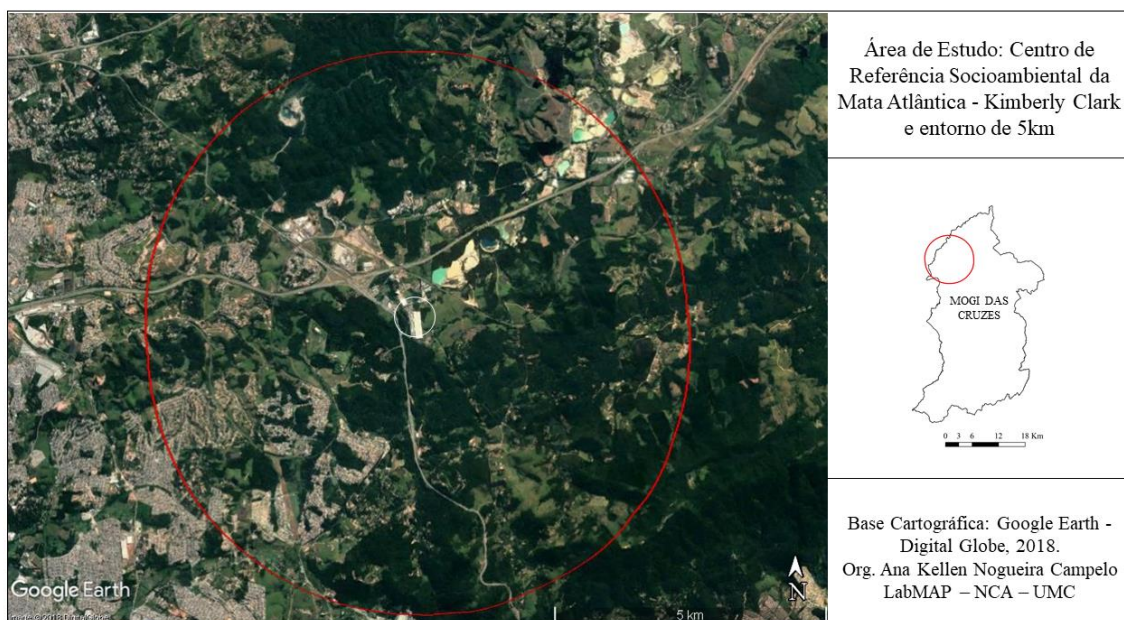 Área de Estudo: Centro de
Referência Socioambiental da
Mata Atlântica - Kimberly Clark
e entorno de 5km
MOGI DAS
CRUZES
0 3 6 12 18 Km
Base Cartográfica: Google Earth -
Digital Globe, 2018.
Org. Ana Kellen Nogueira Campelo
LabMAP – NCA – UMC
Google Earth
© 2018 DigitalGlobe
5 km
N